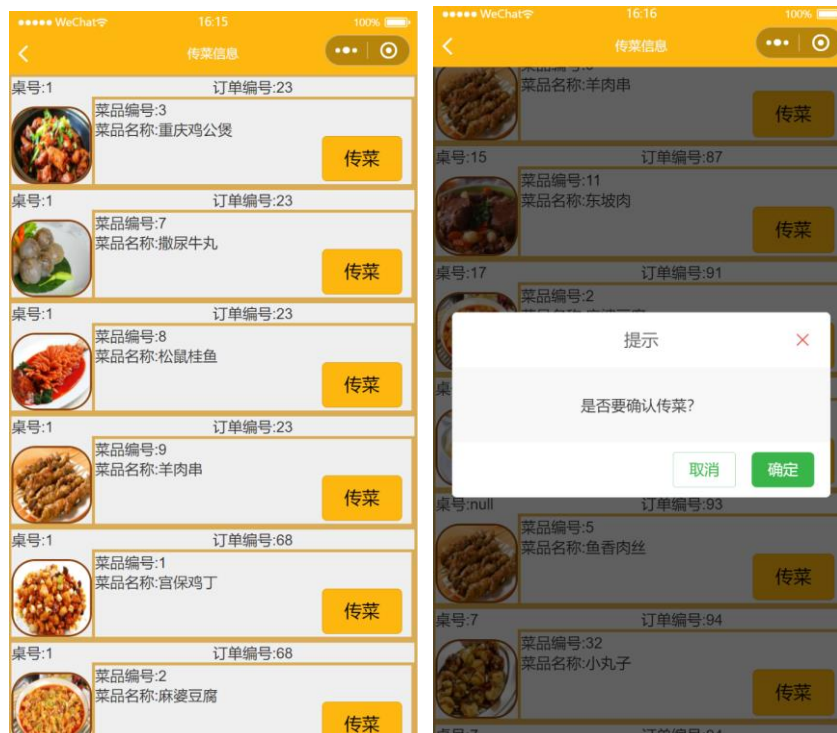 ●●●●● WeChat 16:15 100%
传菜信息
桌号:1 订单编号:23
菜品编号:3
菜品名称:重庆鸡公煲
传菜
桌号:1 订单编号:23
菜品编号:7
菜品名称:撒尿牛丸
传菜
桌号:1 订单编号:23
菜品编号:8
菜品名称:松鼠桂鱼
传菜
桌号:1 订单编号:23
菜品编号:9
菜品名称:羊肉串
传菜
桌号:1 订单编号:68
菜品编号:1
菜品名称:宫保鸡丁
传菜
桌号:1 订单编号:68
菜品编号:2
菜品名称:麻婆豆腐
传菜
●●●●● WeChat 16:16 100%
传菜信息
菜品名称:羊肉串
传菜
桌号:15 订单编号:87
菜品编号:11
菜品名称:东坡肉
传菜
桌号:17 订单编号:91
菜品编号:2
提示
是否要确认传菜?
取消 确定
桌号:null 订单编号:93
菜品编号:5
菜品名称:鱼香肉丝
传菜
桌号:7 订单编号:94
菜品编号:32
菜品名称:小丸子
传菜